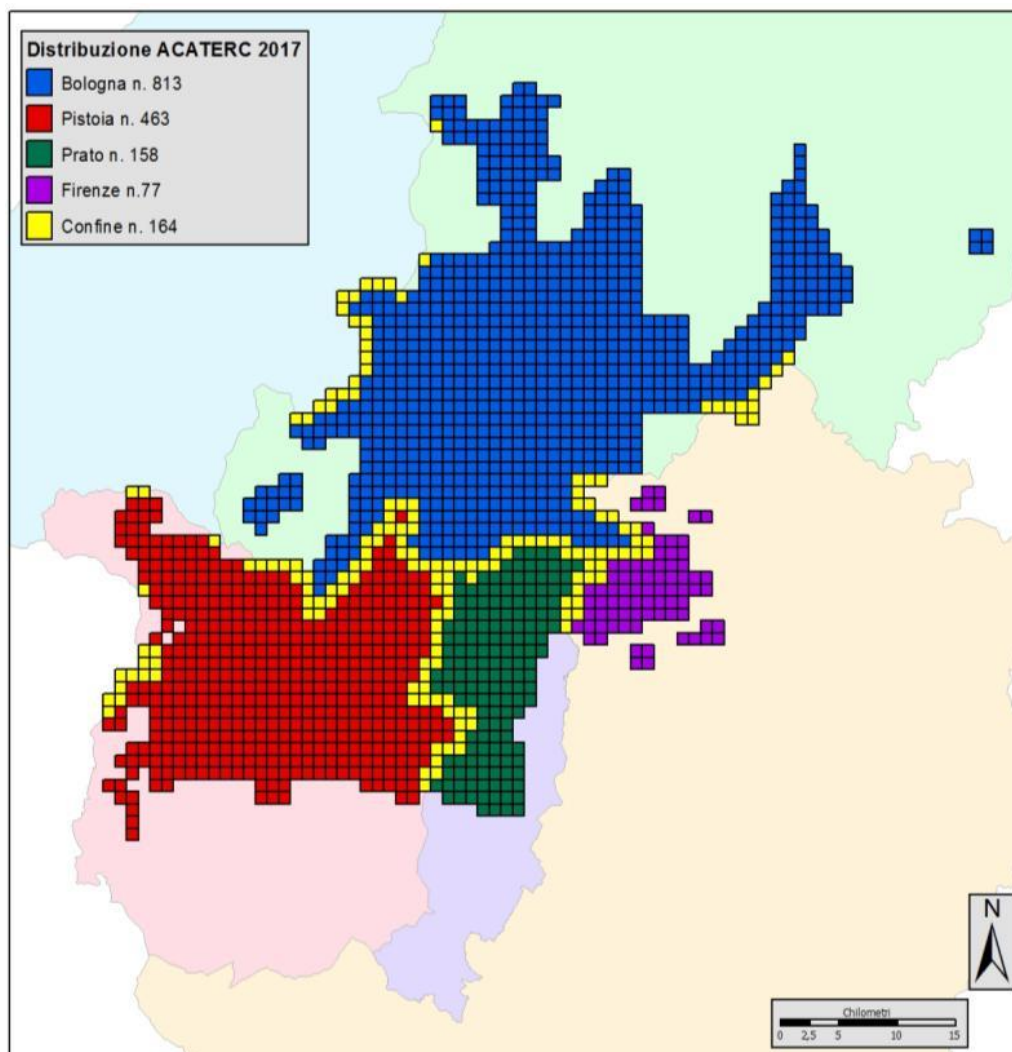 Distribuzione ACATERC 2017
Bologna n. 813
Pistoia n. 463
Prato n. 158
Firenze n.77
Confine n. 164
N
Chilometri
0 2,5 5 10 15